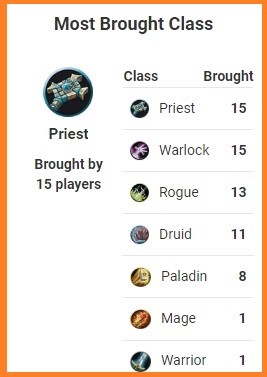 Most Brought Class
Priest
Brought by
15 players
Class Brought
Priest 15
Warlock 15
Rogue 13
Druid 11
Paladin 8
Mage 1
Warrior 1